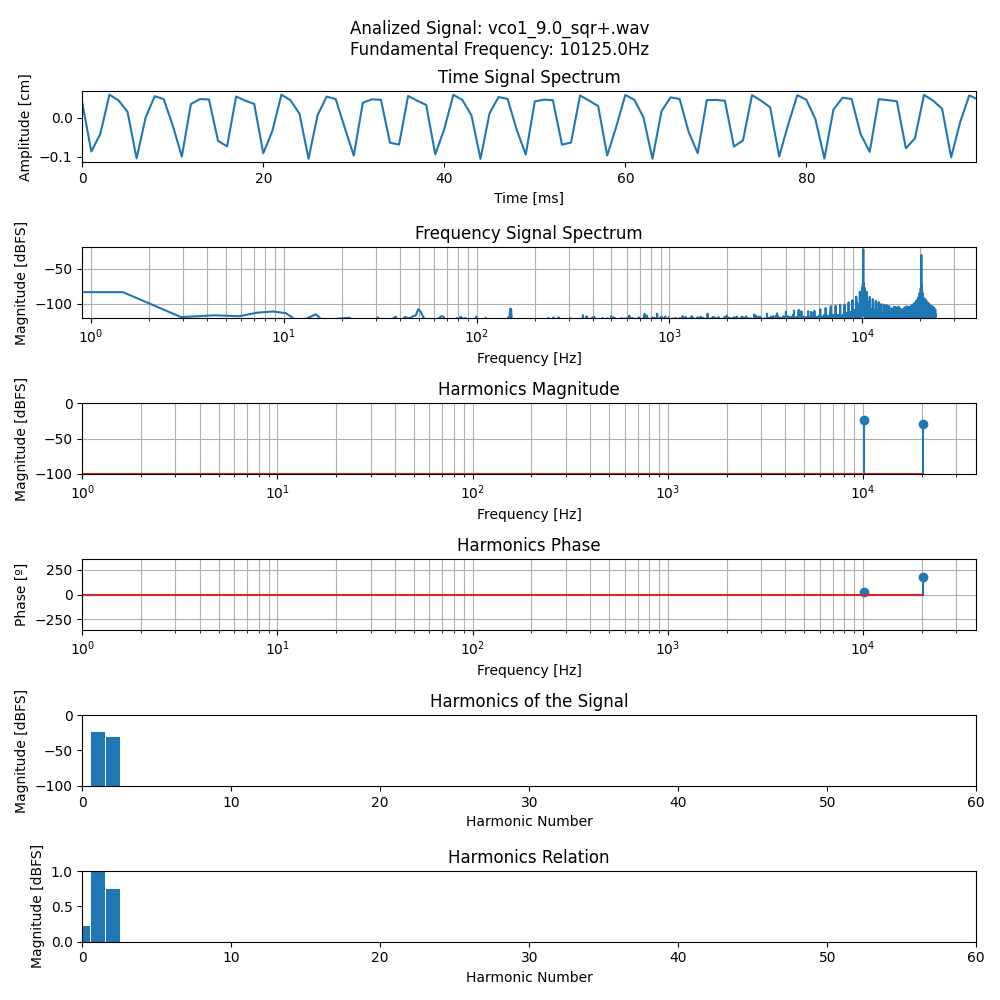 Analized Signal: vco1_9.0_sqr+.wav
Fundamental Frequency: 10125.0Hz
Time Signal Spectrum
Amplitude [cm]
0.0
−0.1
0 20 40 60 80
Time [ms]
Frequency Signal Spectrum
Magnitude [dBFS]
−50
−100
10⁰ 10¹ 10² 10³ 10⁴
Frequency [Hz]
Harmonics Magnitude
Magnitude [dBFS]
0
−50
−100
10⁰ 10¹ 10² 10³ 10⁴
Frequency [Hz]
Harmonics Phase
Phase [º]
250
0
−250
10⁰ 10¹ 10² 10³ 10⁴
Frequency [Hz]
Harmonics of the Signal
Magnitude [dBFS]
0
−50
−100
0 10 20 30 40 50 60
Harmonic Number
Harmonics Relation
Magnitude [dBFS]
1.0
0.5
0.0
0 10 20 30 40 50 60
Harmonic Number